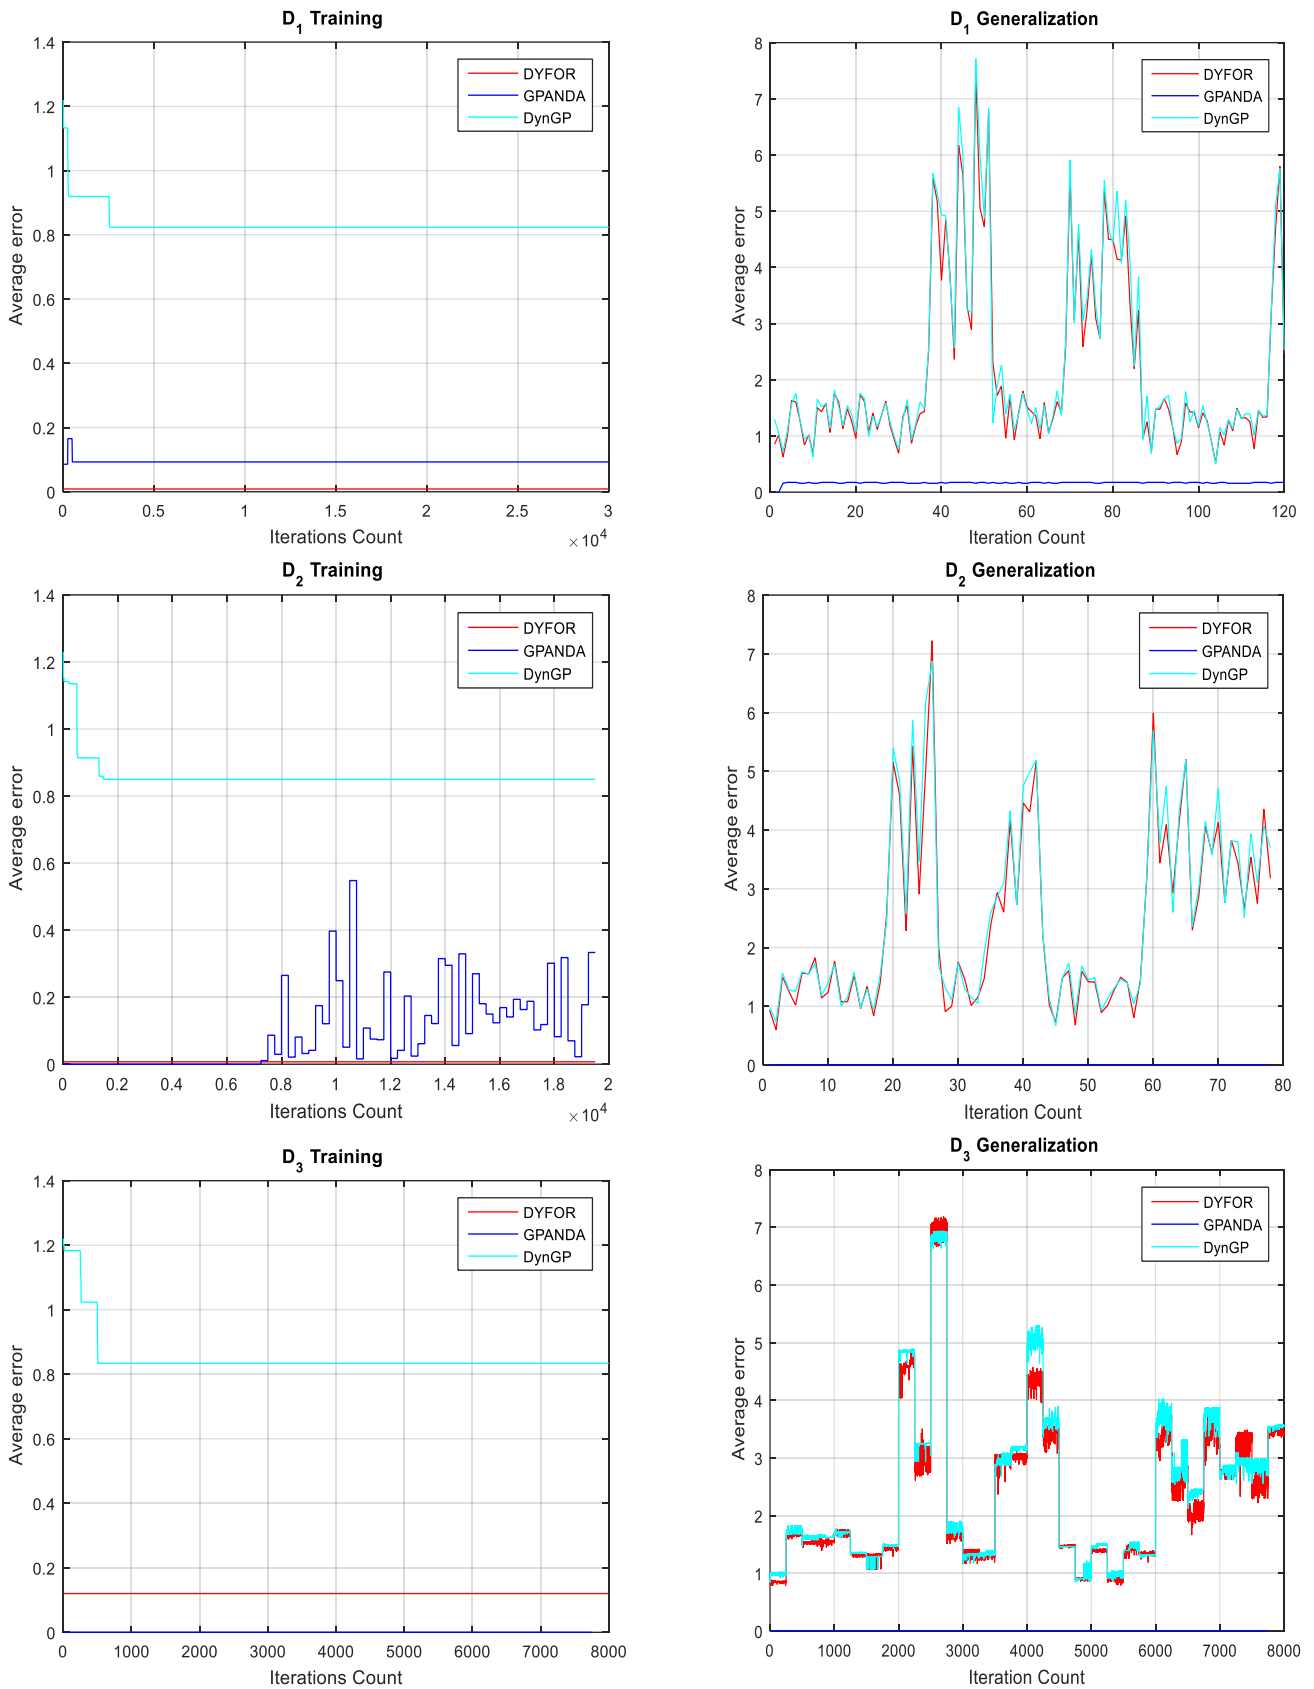 D1 Training
1.4
1.2
1
0.8
0.6
0.4
0.2
0
Average error
DYFOR
GPANDA
DynGP
0 0.5 1 1.5 2 2.5 3
Iterations Count
×10^4
D1 Generalization
8
7
6
5
4
3
2
1
0
Average error
DYFOR
GPANDA
DynGP
0 20 40 60 80 100 120
Iteration Count
D2 Training
1.4
1.2
1
0.8
0.6
0.4
0.2
0
Average error
DYFOR
GPANDA
DynGP
0 0.2 0.4 0.6 0.8 1 1.2 1.4 1.6 1.8 2
Iterations Count
×10^4
D2 Generalization
8
7
6
5
4
3
2
1
0
Average error
DYFOR
GPANDA
DynGP
0 10 20 30 40 50 60 70 80
Iteration Count
D3 Training
1.4
1.2
1
0.8
0.6
0.4
0.2
0
Average error
DYFOR
GPANDA
DynGP
0 1000 2000 3000 4000 5000 6000 7000 8000
Iterations Count
D3 Generalization
8
7
6
5
4
3
2
1
0
Average error
DYFOR
GPANDA
DynGP
0 1000 2000 3000 4000 5000 6000 7000 8000
Iteration Count